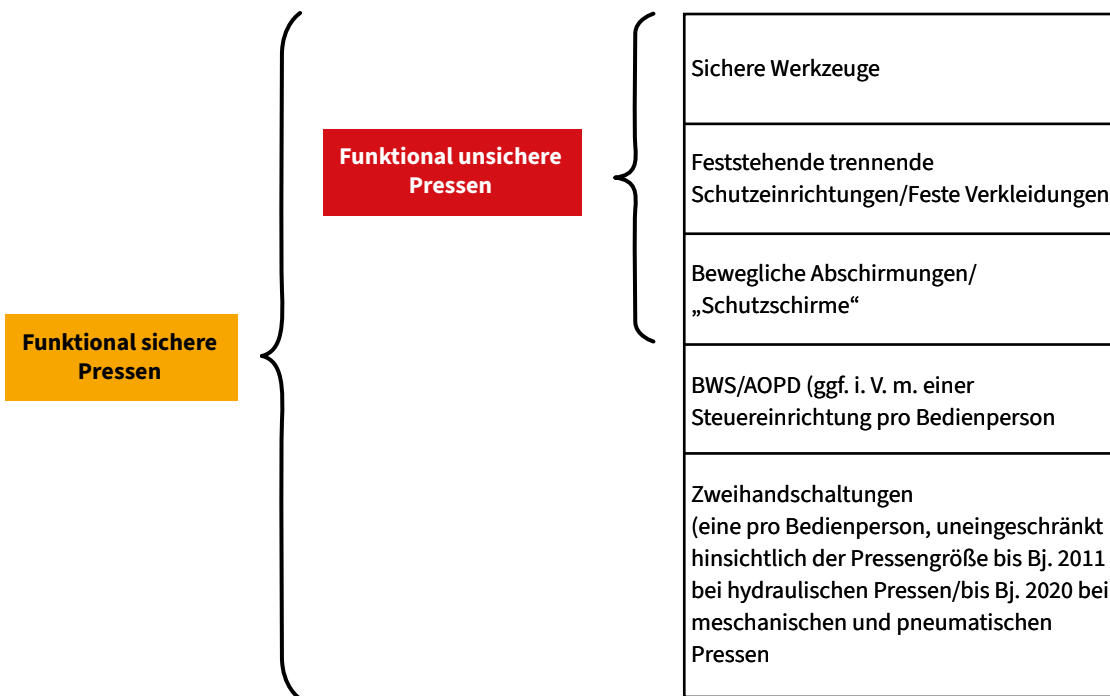 Funktional sichere
Pressen
Funktional unsichere
Pressen
Sichere Werkzeuge
Feststehende trennende
Schutzeinrichtungen/Feste Verkleidungen
Bewegliche Abschirmungen/
„Schutzschirme“
BWS/AOPD (ggf. i. V. m. einer
Steuereinrichtung pro Bedienperson
Zweihandschaltungen
(eine pro Bedienperson, uneingeschränkt
hinsichtlich der Pressengröße bis Bj. 2011
bei hydraulischen Pressen/bis Bj. 2020 bei
meschanischen und pneumatischen
Pressen